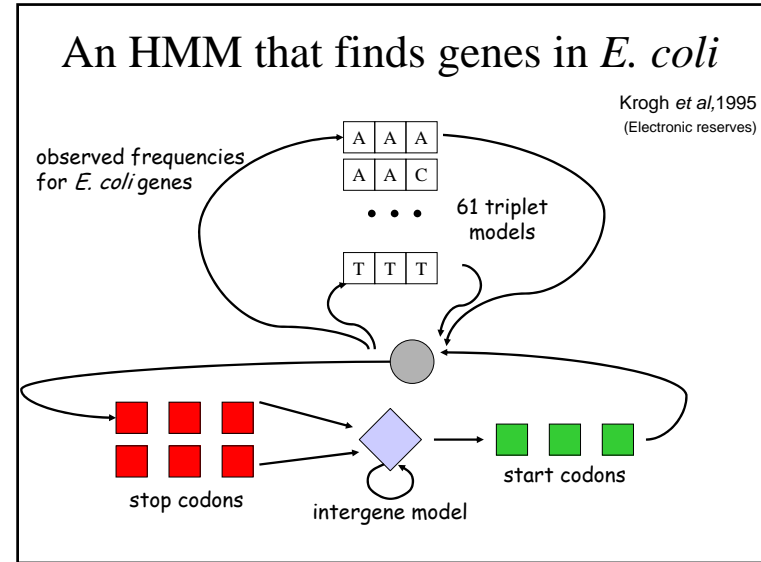 An HMM that finds genes in E. coli
Krogh et al,1995
(Electronic reserves)
observed frequencies
for E. coli genes
A A A
A A C
• • •
61 triplet
models
T T T
stop codons
intergene model
start codons